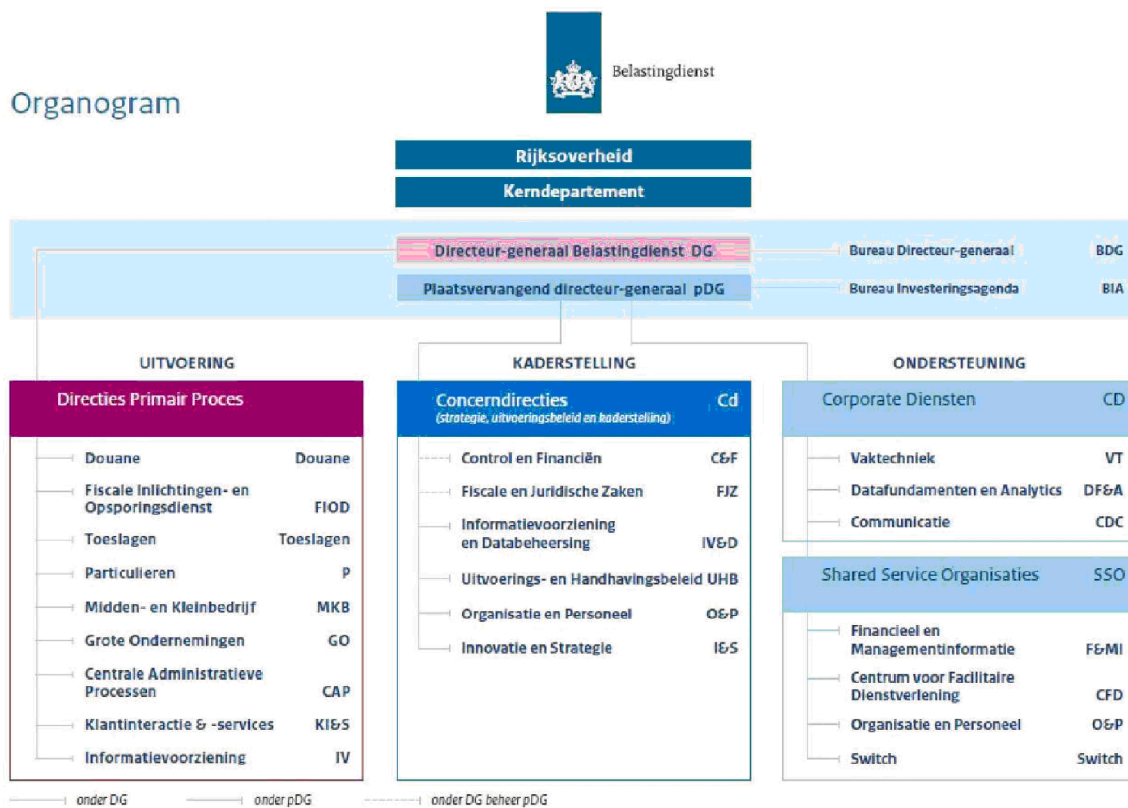 Belastingdienst
Organogram
Rijksoverheid
Kerndepartement
Directeur-generaal Belastingdienst DG
Bureau Directeur-generaal BDG
Plaatsvervangend directeur-generaal pDG
Bureau Investeringsagenda BIA
UITVOERING
Directies Primair Proces
Douane Douane
Fiscale Inlichtingen- en
Opsporingsdienst FIOD
Toeslagen Toeslagen
Particulieren P
Midden- en Kleinbedrijf MKB
Grote Ondernemingen GO
Centrale Administratieve
Processen CAP
Klantinteractie & -services KI&S
Informatievoorziening IV
KADERSTELLING
Concerndirecties Cd
(strategie, uitvoeringsbeleid en kaderstelling)
Control en Financiën C&F
Fiscale en Juridische Zaken FJZ
Informatievoorziening
en Databeheersing IV&D
Uitvoerings- en Handhavingsbeleid UHB
Organisatie en Personeel O&P
Innovatie en Strategie I&S
ONDERSTEUNING
Corporate Diensten CD
Vaktechniek VT
Datafundamenten en Analytics DF&A
Communicatie CDC
Shared Service Organisaties SSO
Financieel en
Managementinformatie F&MI
Centrum voor Facilitaire
Dienstverlening CFD
Organisatie en Personeel O&P
Switch Switch
onder DG onder pDG onder DG beheer pDG